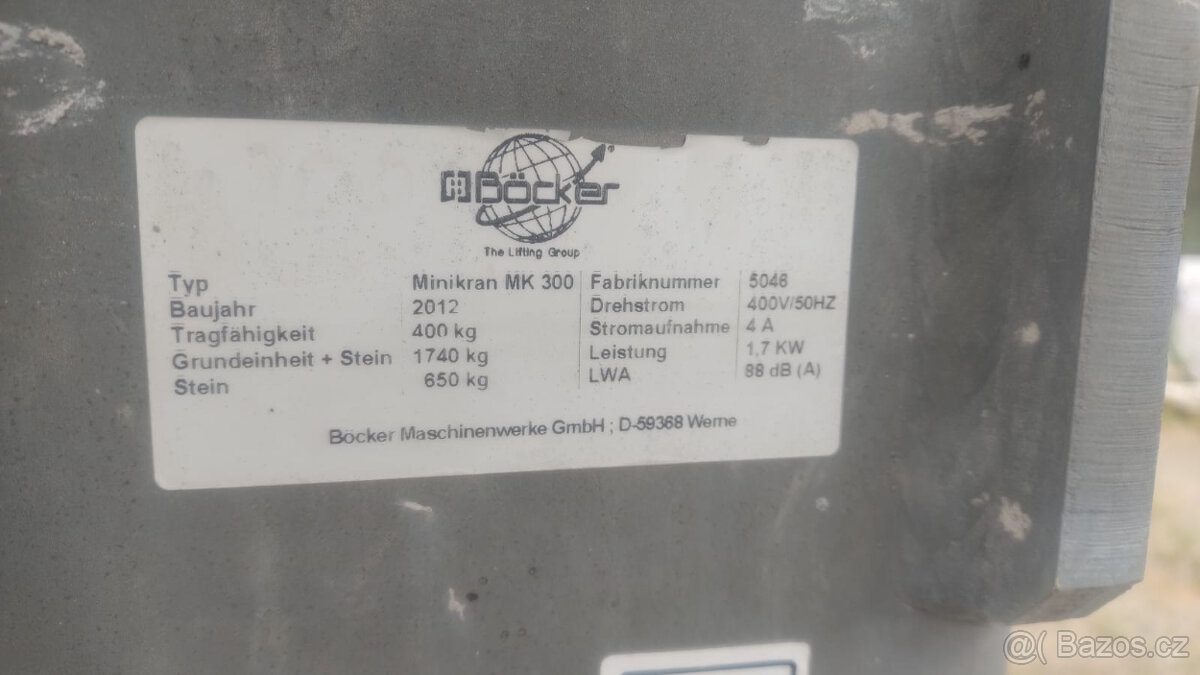 Böcker
The Lifting Group
Typ Minikran MK 300 Fabriknummer 5046
Baujahr 2012 Drehstrom 400V/50HZ
Tragfähigkeit 400 kg Stromaufnahme 4 A
Grundeinheit + Stein 1740 kg Leistung 1,7 KW
Stein 650 kg LWA 88 dB (A)
Böcker Maschinenwerke GmbH ; D-59368 Werne
@( Bazos.cz